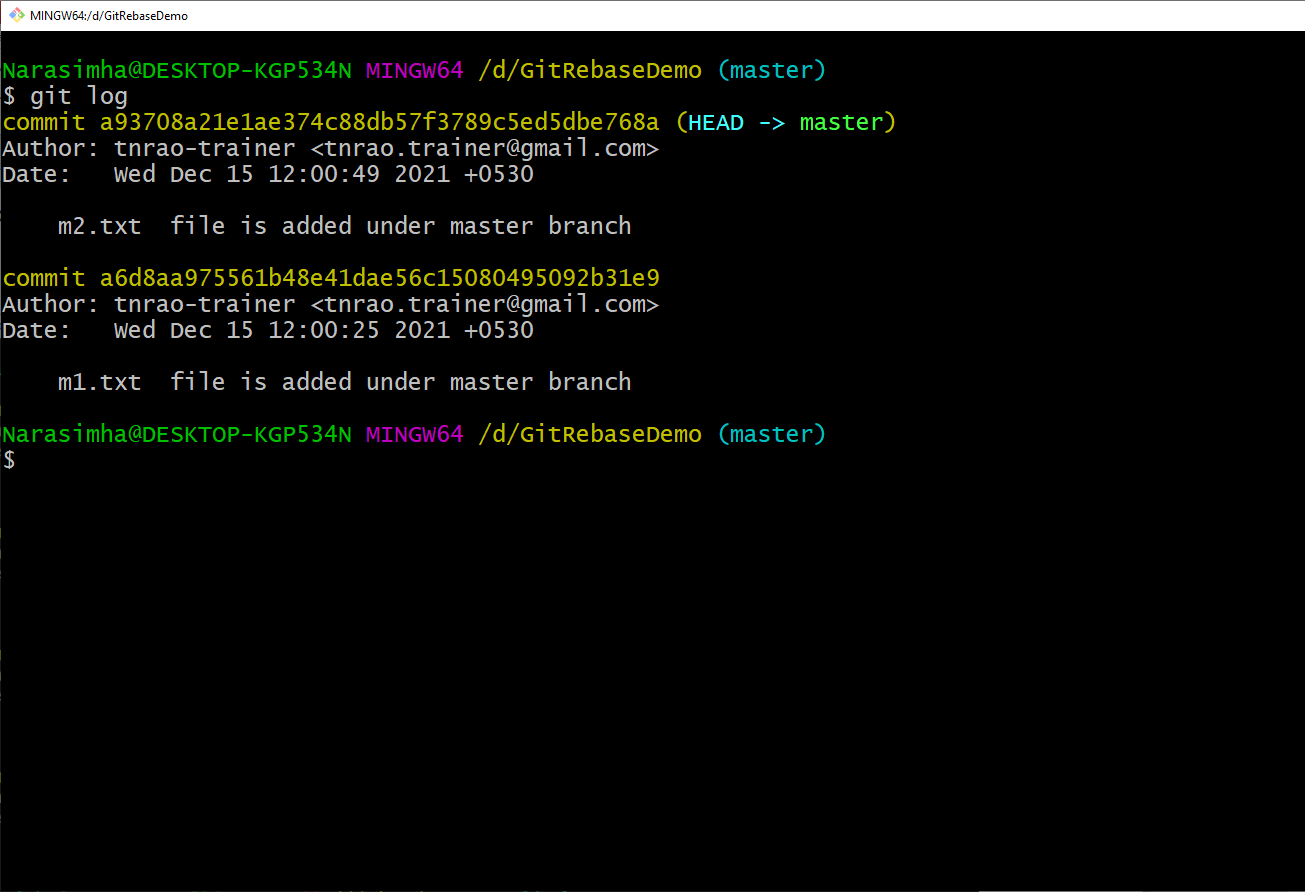 MINGW64:/d/GitRebaseDemo
Narasimha@DESKTOP-KGP534N MINGW64 /d/GitRebaseDemo (master)
$ git log
commit a93708a21e1ae374c88db57f3789c5ed5dbe768a (HEAD -> master)
Author: tnrao-trainer <tnrao.trainer@gmail.com>
Date:   Wed Dec 15 12:00:49 2021 +0530
    m2.txt  file is added under master branch
commit a6d8aa975561b48e41dae56c15080495092b31e9
Author: tnrao-trainer <tnrao.trainer@gmail.com>
Date:   Wed Dec 15 12:00:25 2021 +0530
    m1.txt  file is added under master branch
Narasimha@DESKTOP-KGP534N MINGW64 /d/GitRebaseDemo (master)
$